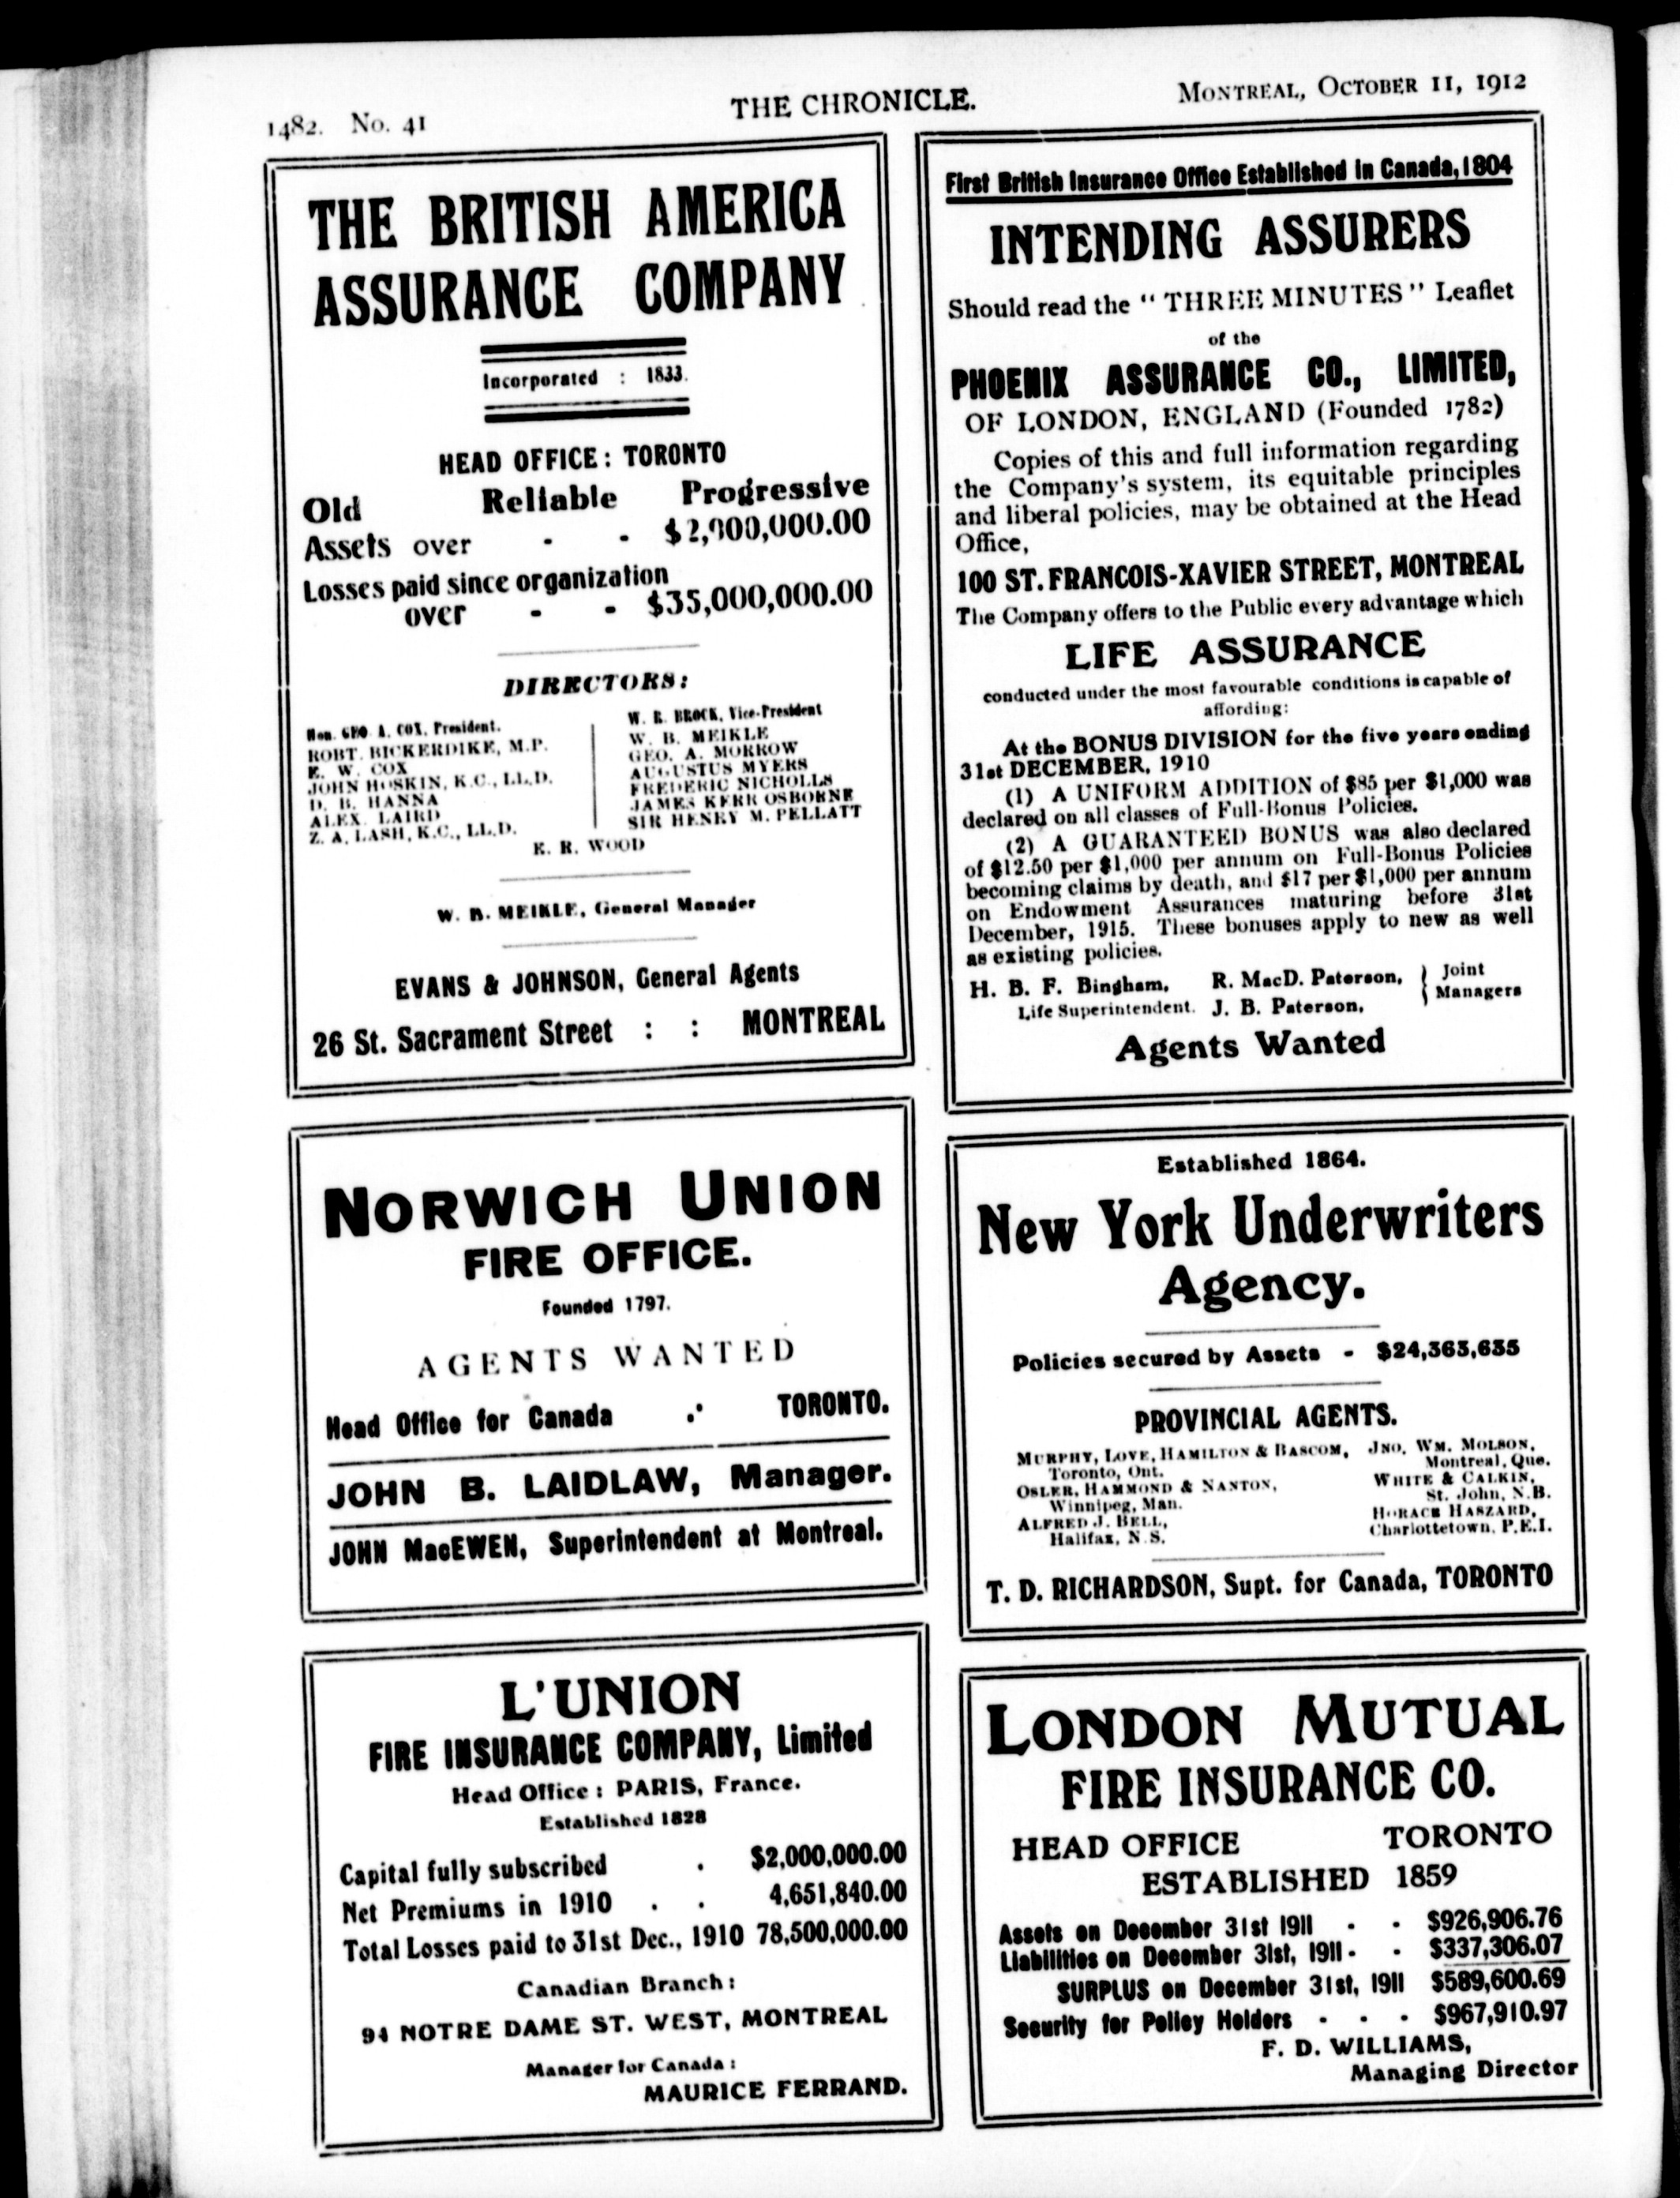 1482. No. 41
THE CHRONICLE.
MONTREAL, OCTOBER 11, 1912
THE BRITISH AMERICA
ASSURANCE COMPANY
Incorporated : 1833.
HEAD OFFICE: TORONTO
Old Reliable Progressive
Assets over - - $2,000,000.00
Losses paid since organization
over - - $35,000,000.00
DIRECTORS:
Hon. GEO. A. COX, President.
ROBT. BICKERDIKE, M.P.
E. W. COX
JOHN HOSKIN, K.C., LL.D.
D. B. HANNA
ALEX. LAIRD
Z. A. LASH, K.C., LL.D.
W. R. BROCK, Vice-President
W. B. MEIKLE
GEO. A. MORROW
AUGUSTUS MYERS
FREDERIC NICHOLLS
JAMES KERR OSBORNE
SIR HENRY M. PELLATT
E. R. WOOD
W. B. MEIKLE, General Manager
EVANS & JOHNSON, General Agents
26 St. Sacrament Street : : MONTREAL
First British Insurance Office Established in Canada, 1804
INTENDING ASSURERS
Should read the "THREE MINUTES" Leaflet
of the
PHOENIX ASSURANCE CO., LIMITED,
OF LONDON, ENGLAND (Founded 1782)
Copies of this and full information regarding
the Company's system, its equitable principles
and liberal policies, may be obtained at the Head
Office,
100 ST. FRANCOIS-XAVIER STREET, MONTREAL
The Company offers to the Public every advantage which
LIFE ASSURANCE
conducted under the most favourable conditions is capable of
affording:
At the BONUS DIVISION for the five years ending
31st DECEMBER, 1910
(1) A UNIFORM ADDITION of $85 per $1,000 was
declared on all classes of Full-Bonus Policies.
(2) A GUARANTEED BONUS was also declared
of $12.50 per $1,000 per annum on Full-Bonus Policies
becoming claims by death, and $17 per $1,000 per annum
on Endowment Assurances maturing before 31st
December, 1915. These bonuses apply to new as well
as existing policies.
H. B. F. Bingham, R. MacD. Paterson, } Joint
Life Superintendent. J. B. Paterson, } Managers
Agents Wanted
NORWICH UNION
FIRE OFFICE.
Founded 1797.
AGENTS WANTED
Head Office for Canada .· TORONTO.
JOHN B. LAIDLAW, Manager.
JOHN MacEWEN, Superintendent at Montreal.
Established 1864.
New York Underwriters
Agency.
Policies secured by Assets - $24,363,635
PROVINCIAL AGENTS.
MURPHY, LOVE, HAMILTON & BASCOM,
Toronto, Ont.
OSLER, HAMMOND & NANTON,
Winnipeg, Man.
ALFRED J. BELL,
Halifax, N.S.
JNO. WM. MOLSON,
Montreal, Que.
WHITE & CALKIN,
St. John, N.B.
HORACE HASZARD,
Charlottetown, P.E.I.
T. D. RICHARDSON, Supt. for Canada, TORONTO
L'UNION
FIRE INSURANCE COMPANY, Limited
Head Office : PARIS, France.
Established 1828
Capital fully subscribed . $2,000,000.00
Net Premiums in 1910 . . 4,651,840.00
Total Losses paid to 31st Dec., 1910 78,500,000.00
Canadian Branch :
94 NOTRE DAME ST. WEST, MONTREAL
Manager for Canada :
MAURICE FERRAND.
LONDON MUTUAL
FIRE INSURANCE CO.
HEAD OFFICE TORONTO
ESTABLISHED 1859
Assets on December 31st 1911 - - $926,906.76
Liabilities on December 31st, 1911 - - $337,306.07
SURPLUS on December 31st, 1911 $589,600.69
Security for Policy Holders - - - $967,910.97
F. D. WILLIAMS,
Managing Director